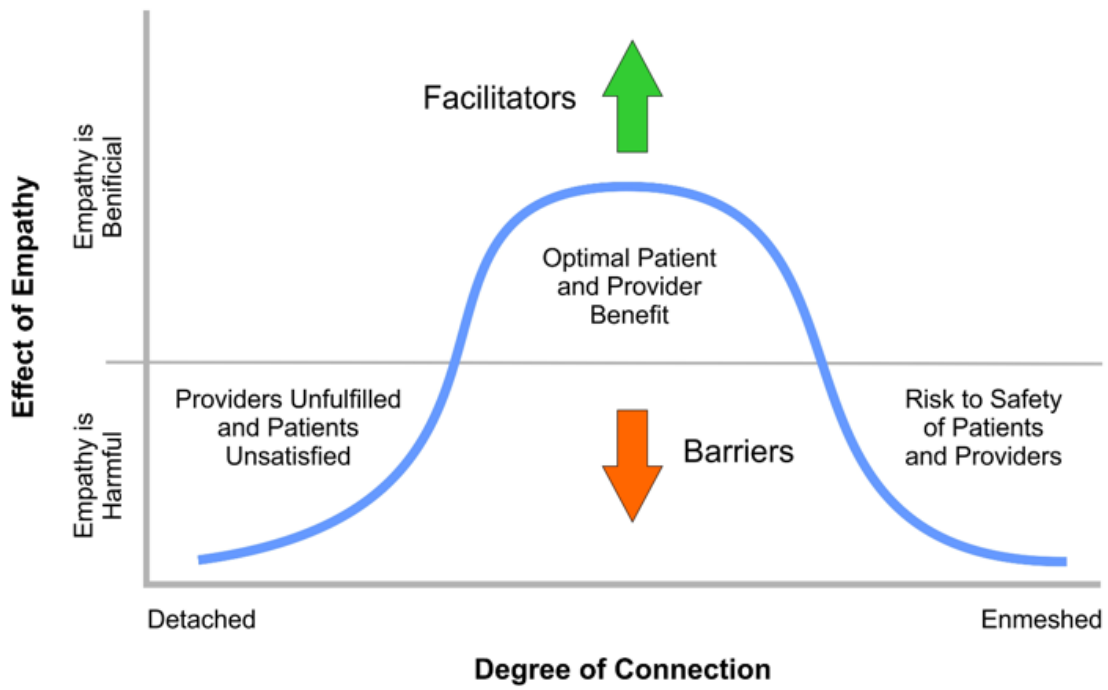 Facilitators
Empathy is
Benificial
Effect of Empathy
Optimal Patient
and Provider
Benefit
Providers Unfulfilled
and Patients
Unsatisfied
Risk to Safety
of Patients
and Providers
Barriers
Empathy is
Harmful
Detached
Enmeshed
Degree of Connection